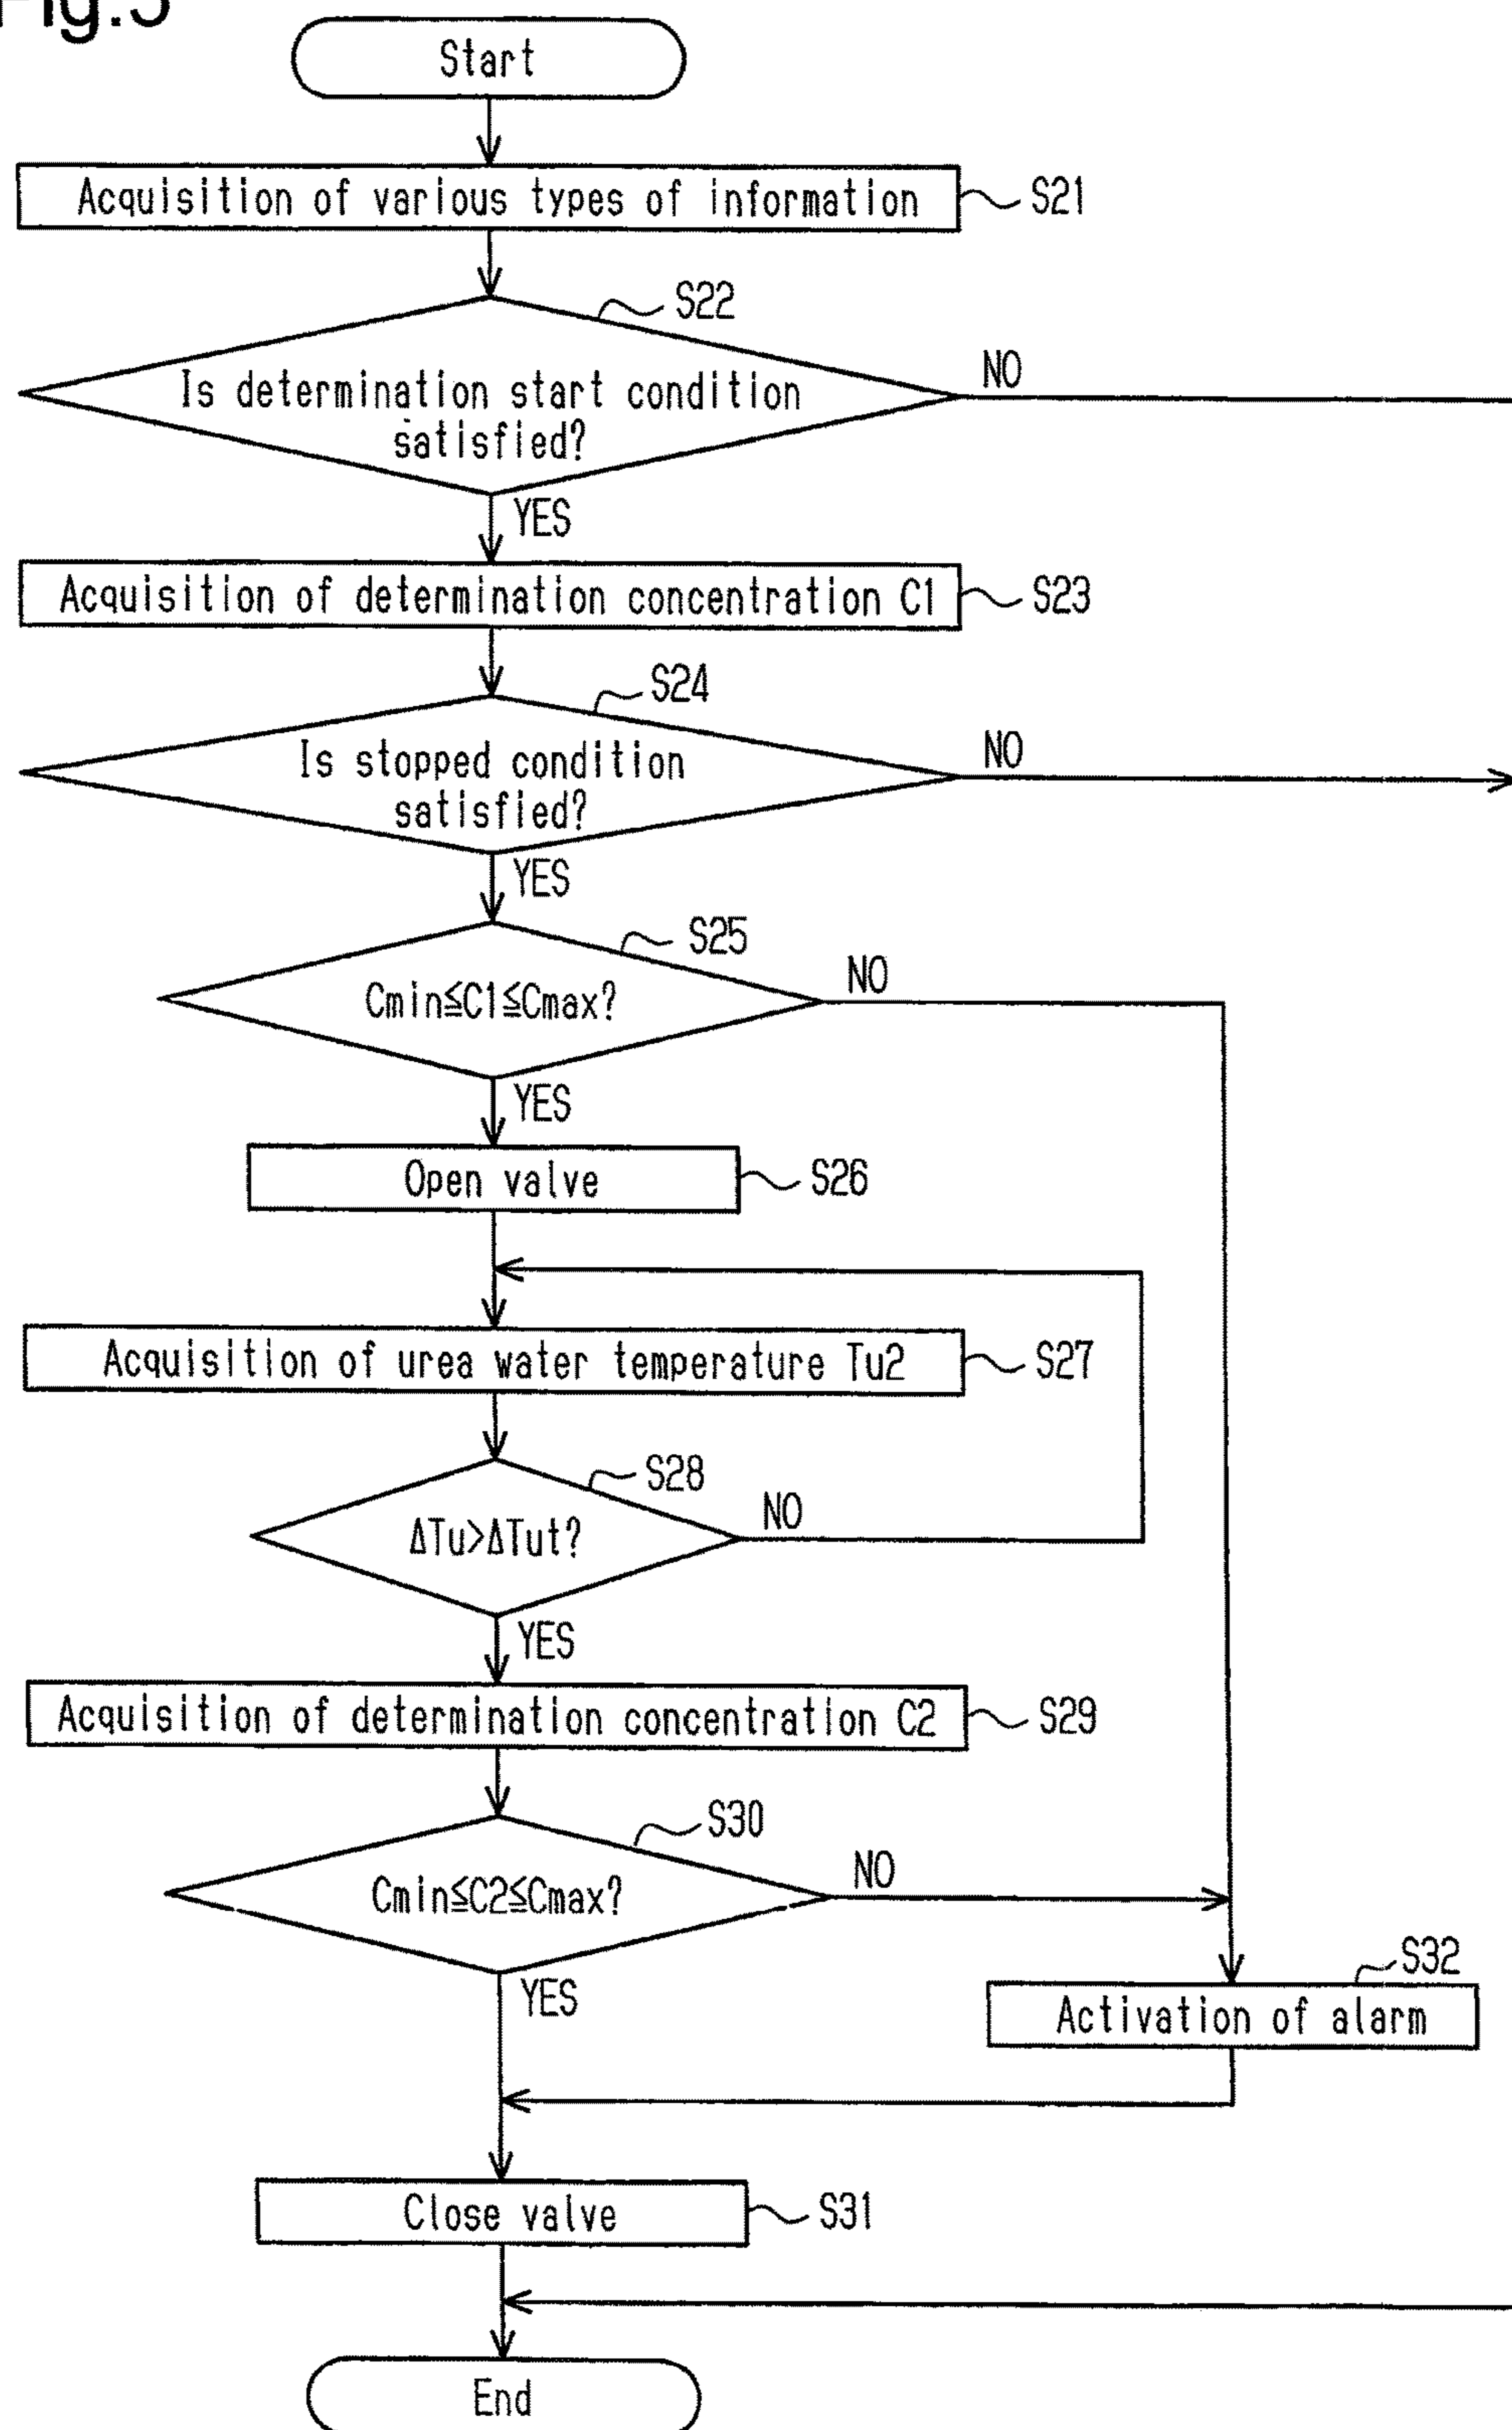 Fig.5
Start
Acquisition of various types of information
S21
S22
Is determination start condition
satisfied?
NO
YES
Acquisition of determination concentration C1
S23
S24
Is stopped condition
satisfied?
NO
YES
S25
Cmin≦C1≦Cmax?
NO
YES
Open valve
S26
Acquisition of urea water temperature Tu2
S27
S28
ΔTu>ΔTut?
NO
YES
Acquisition of determination concentration C2
S29
S30
Cmin≦C2≦Cmax?
NO
YES
S32
Activation of alarm
Close valve
S31
End